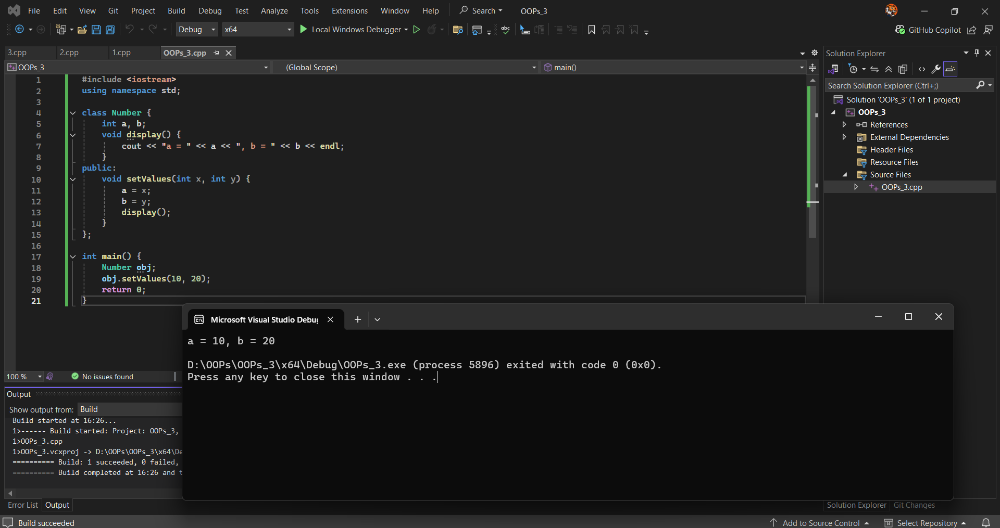 File Edit View Git Project Build Debug Test Analyze Tools Extensions Window Help Search OOPs_3
Debug x64 Local Windows Debugger GitHub Copilot
3.cpp 2.cpp 1.cpp OOPs_3.cpp
OOPs_3 (Global Scope) main()
1 #include <iostream>
2 using namespace std;
3
4 class Number {
5 int a, b;
6 void display() {
7 cout << "a = " << a << ", b = " << b << endl;
8 }
9 public:
10 void setValues(int x, int y) {
11 a = x;
12 b = y;
13 display();
14 }
15 };
16
17 int main() {
18 Number obj;
19 obj.setValues(10, 20);
20 return 0;
21 }
100 % No issues found
Output
Show output from: Build
Build started at 16:26...
1>------ Build started: Project: OOPs_3,
1>OOPs_3.cpp
1>OOPs_3.vcxproj -> D:\OOPs\OOPs_3\x64\De
========== Build: 1 succeeded, 0 failed,
========== Build completed at 16:26 and t
Error List Output
Microsoft Visual Studio Debug
a = 10, b = 20
D:\OOPs\OOPs_3\x64\Debug\OOPs_3.exe (process 5896) exited with code 0 (0x0).
Press any key to close this window . . .
Solution Explorer
Search Solution Explorer (Ctrl+;)
Solution 'OOPs_3' (1 of 1 project)
OOPs_3
References
External Dependencies
Header Files
Resource Files
Source Files
OOPs_3.cpp
Solution Explorer Git Changes
Build succeeded Add to Source Control Select Repository